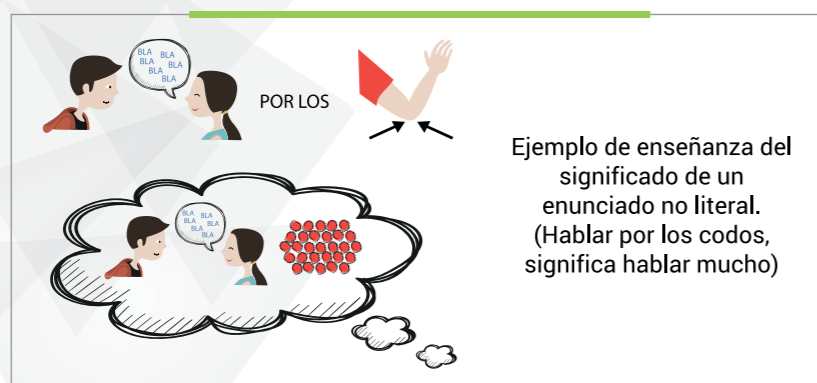 BLA
BLA BLA
BLA BLA
BLA
POR LOS
BLA
BLA BLA
BLA BLA
BLA
Ejemplo de enseñanza del
significado de un
enunciado no literal.
(Hablar por los codos,
significa hablar mucho)